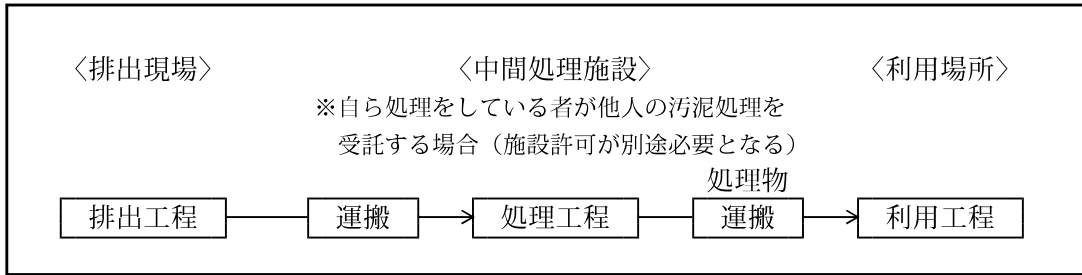 〈排出現場〉 〈中間処理施設〉 〈利用場所〉
※自ら処理をしている者が他人の汚泥処理を
受託する場合（施設許可が別途必要となる）
処理物
排出工程 運搬 処理工程 運搬 利用工程